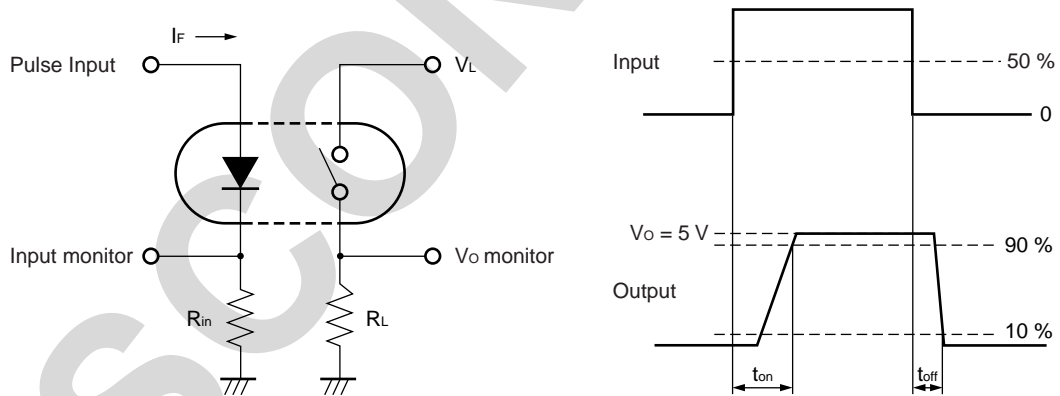 IF
Pulse Input
VL
Input monitor
VO monitor
Rin
RL
Input
50 %
0
VO = 5 V
90 %
Output
10 %
ton
toff